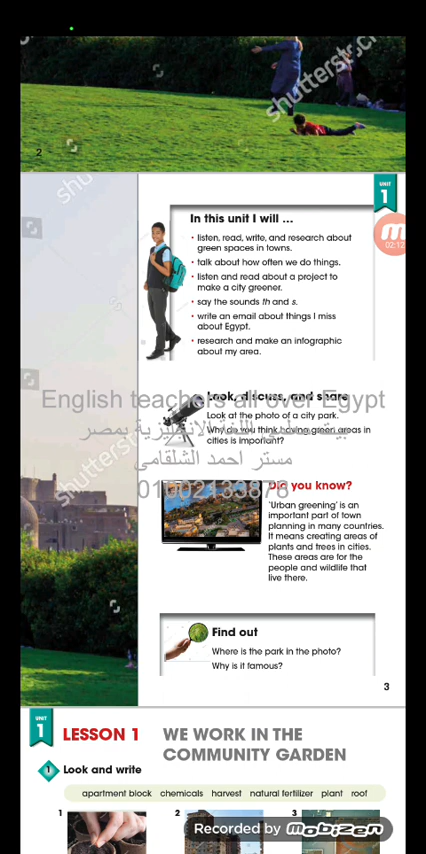 shutterstock
2
UNIT
1
02:12
In this unit I will ...
• listen, read, write, and research about
green spaces in towns.
• talk about how often we do things.
• listen and read about a project to
make a city greener.
• say the sounds th and s.
• write an email about things I miss
about Egypt.
• research and make an infographic
about my area.
Look, discuss, and share
English teachers all over Egypt
Look at the photo of a city park.
Why do you think having green areas in
cities is important?
اللغة الإنجليزية بمصر
مستر احمد الشلقامى
Did you know?
'Urban greening' is an
important part of town
planning in many countries.
It means creating areas of
plants and trees in cities.
These areas are for the
people and wildlife that
live there.
Find out
Where is the park in the photo?
Why is it famous?
3
UNIT
1
LESSON 1 WE WORK IN THE
COMMUNITY GARDEN
1 Look and write
apartment block chemicals harvest natural fertilizer plant roof
1 2 3
Recorded by mobizen